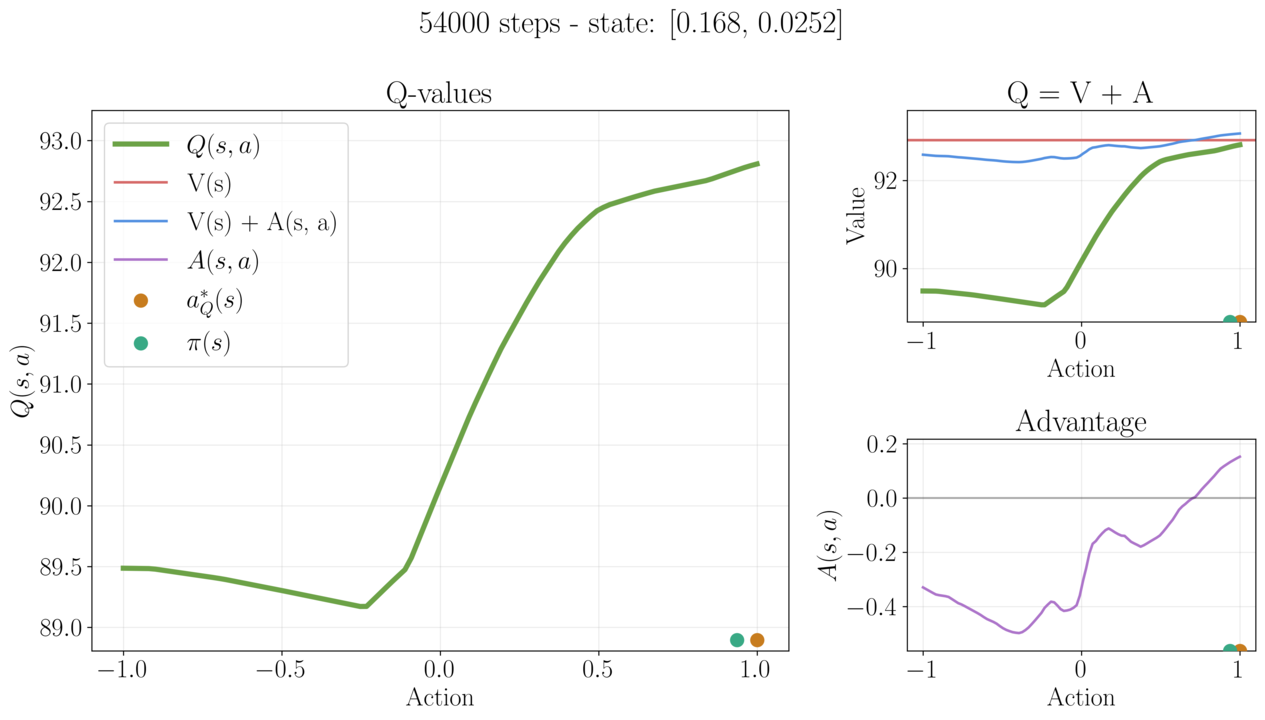 54000 steps - state: [0.168, 0.0252]
Q-values
Q(s, a)
93.0
92.5
92.0
91.5
91.0
90.5
90.0
89.5
89.0
Q(s, a)
V(s)
V(s) + A(s, a)
A(s, a)
a*Q(s)
π(s)
−1.0 −0.5 0.0 0.5 1.0
Action
Q = V + A
Value
92
90
−1 0 1
Action
Advantage
A(s, a)
0.2
0.0
−0.2
−0.4
−1 0 1
Action